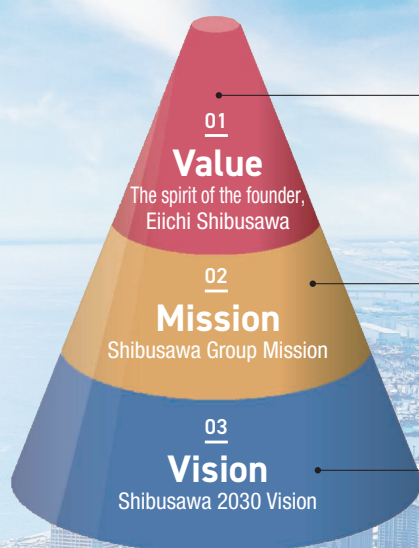 01
Value
The spirit of the founder,
Eiichi Shibusawa
02
Mission
Shibusawa Group Mission
03
Vision
Shibusawa 2030 Vision